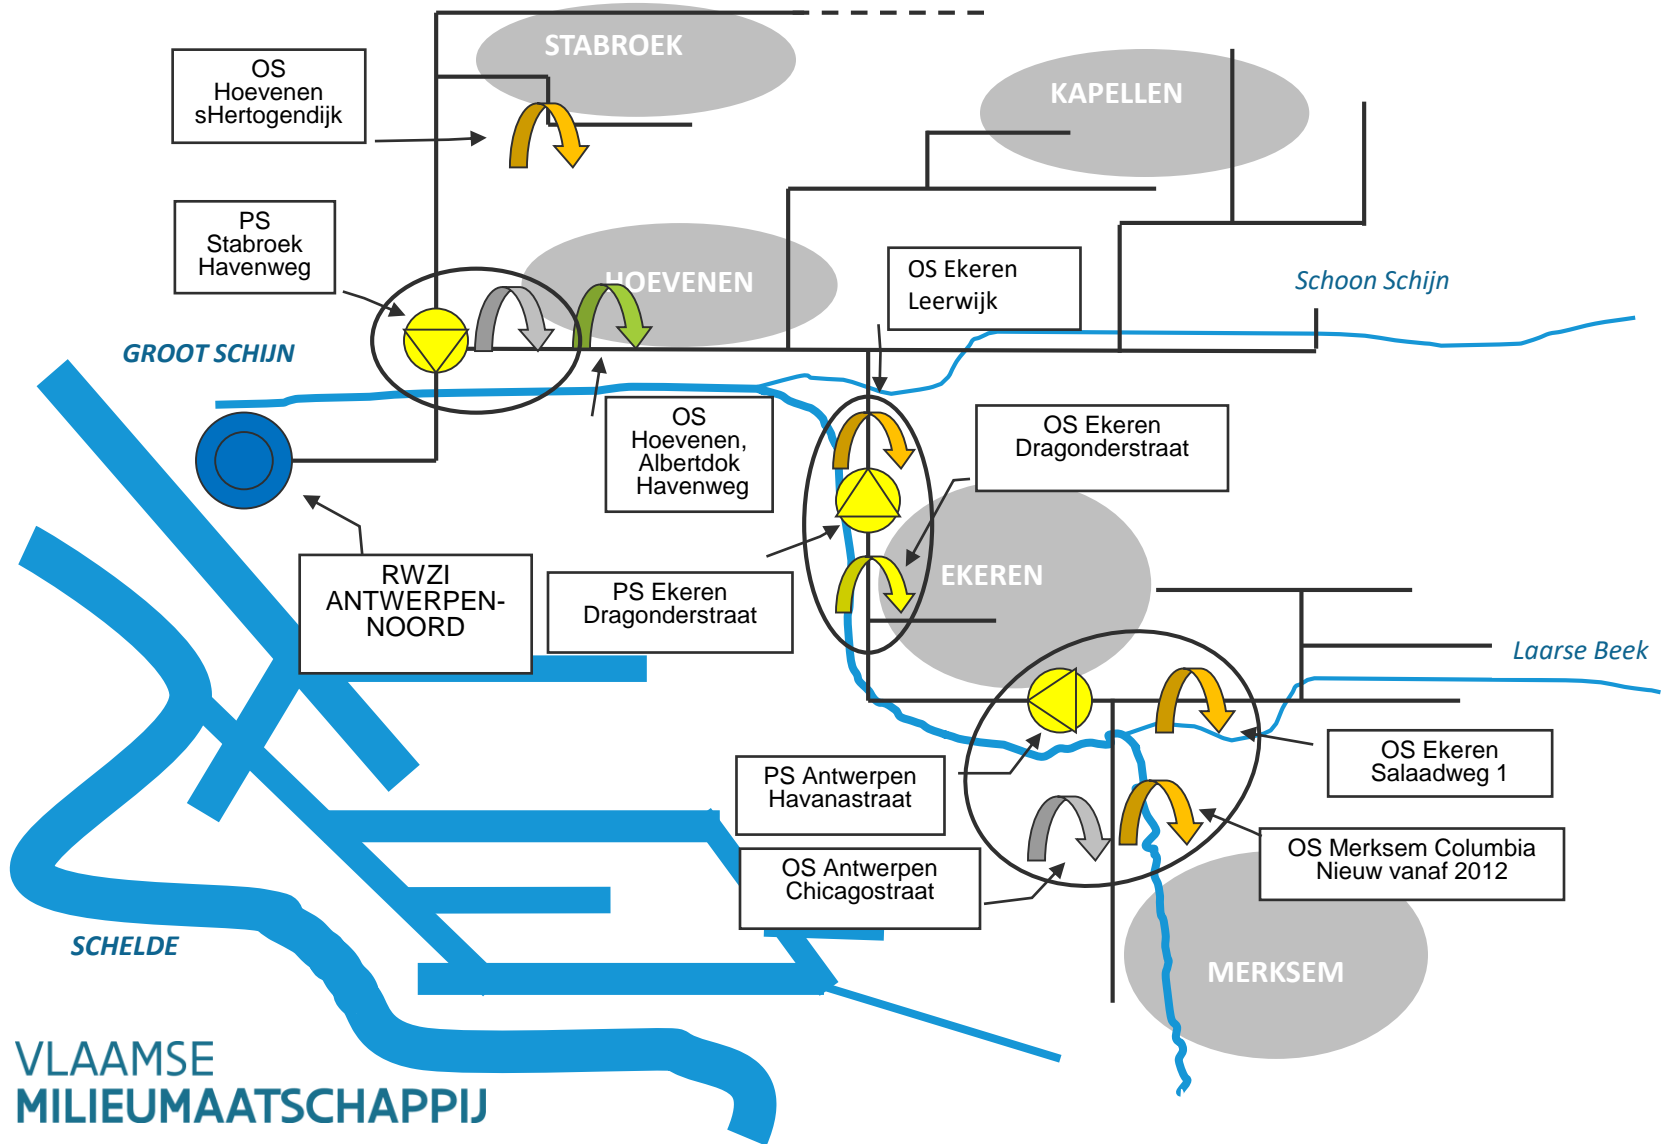 STABROEK
OS
Hoevenen
sHertogendijk
KAPELLEN
PS
Stabroek
Havenweg
HOEVENEN
OS Ekeren
Leerwijk
Schoon Schijn
GROOT SCHIJN
OS
Hoevenen,
Albertdok
Havenweg
OS Ekeren
Dragonderstraat
RWZI
ANTWERPEN-
NOORD
PS Ekeren
Dragonderstraat
EKEREN
Laarse Beek
PS Antwerpen
Havanastraat
OS Ekeren
Salaadweg 1
OS Antwerpen
Chicagostraat
OS Merksem Columbia
Nieuw vanaf 2012
SCHELDE
MERKSEM
VLAAMSE
MILIEUMAATSCHAPPIJ